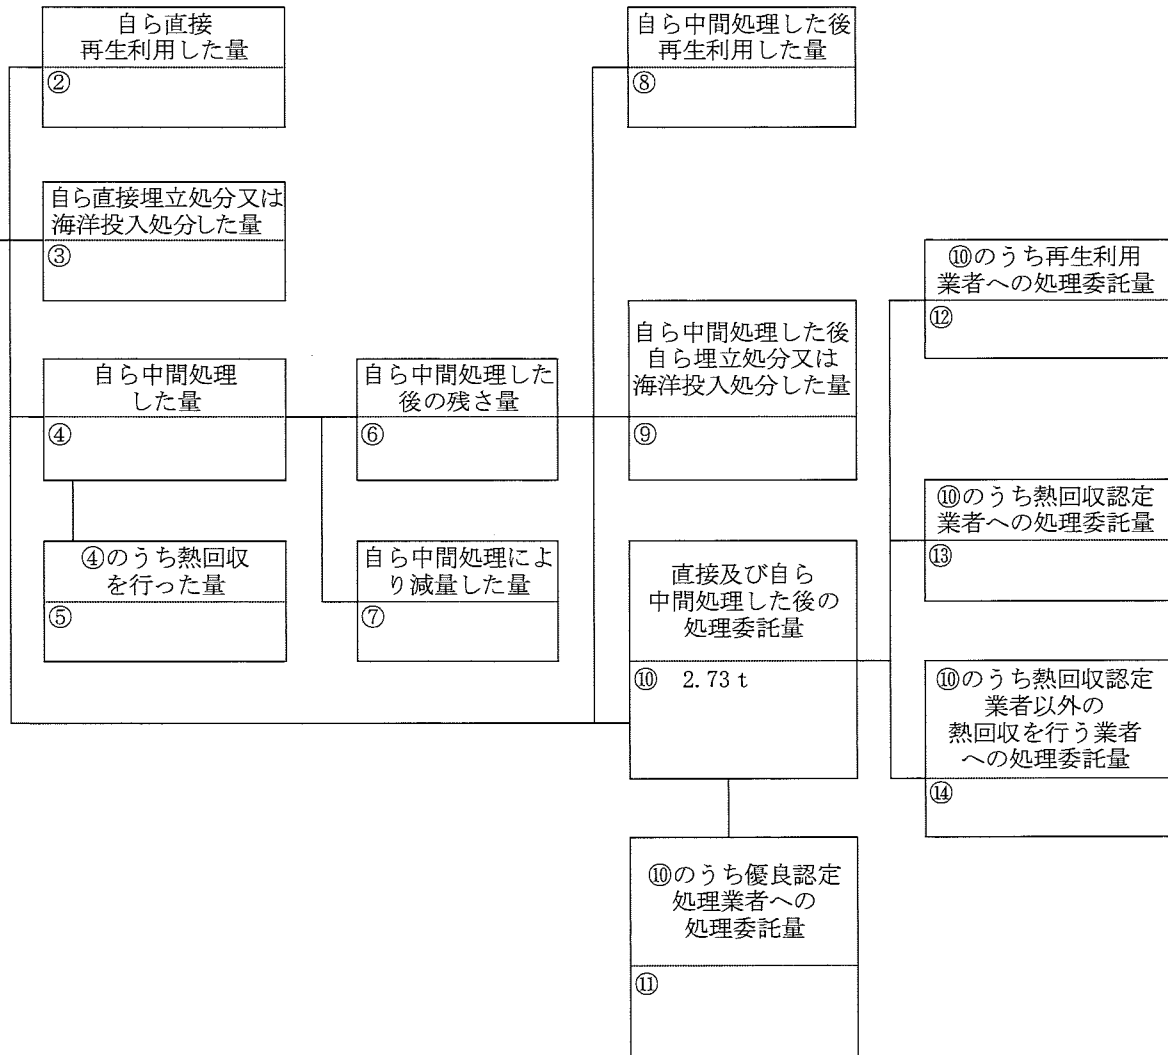 自ら直接
再生利用した量
②
自ら中間処理した後
再生利用した量
⑧
自ら直接埋立処分又は
海洋投入処分した量
③
⑩のうち再生利用
業者への処理委託量
⑫
自ら中間処理した後
自ら埋立処分又は
海洋投入処分した量
⑨
自ら中間処理
した量
④
自ら中間処理した
後の残さ量
⑥
⑩のうち熱回収認定
業者への処理委託量
⑬
④のうち熱回収
を行った量
⑤
自ら中間処理によ
り減量した量
⑦
直接及び自ら
中間処理した後の
処理委託量
⑩ 2.73 t
⑩のうち熱回収認定
業者以外の
熱回収を行う業者
への処理委託量
⑭
⑩のうち優良認定
処理業者への
処理委託量
⑪